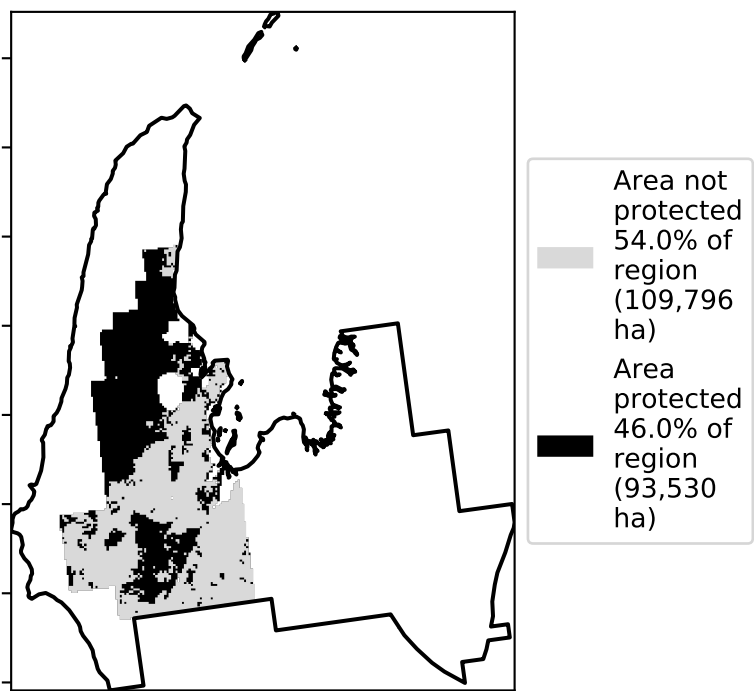 Area not
protected
54.0% of
region
(109,796
ha)
Area
protected
46.0% of
region
(93,530
ha)